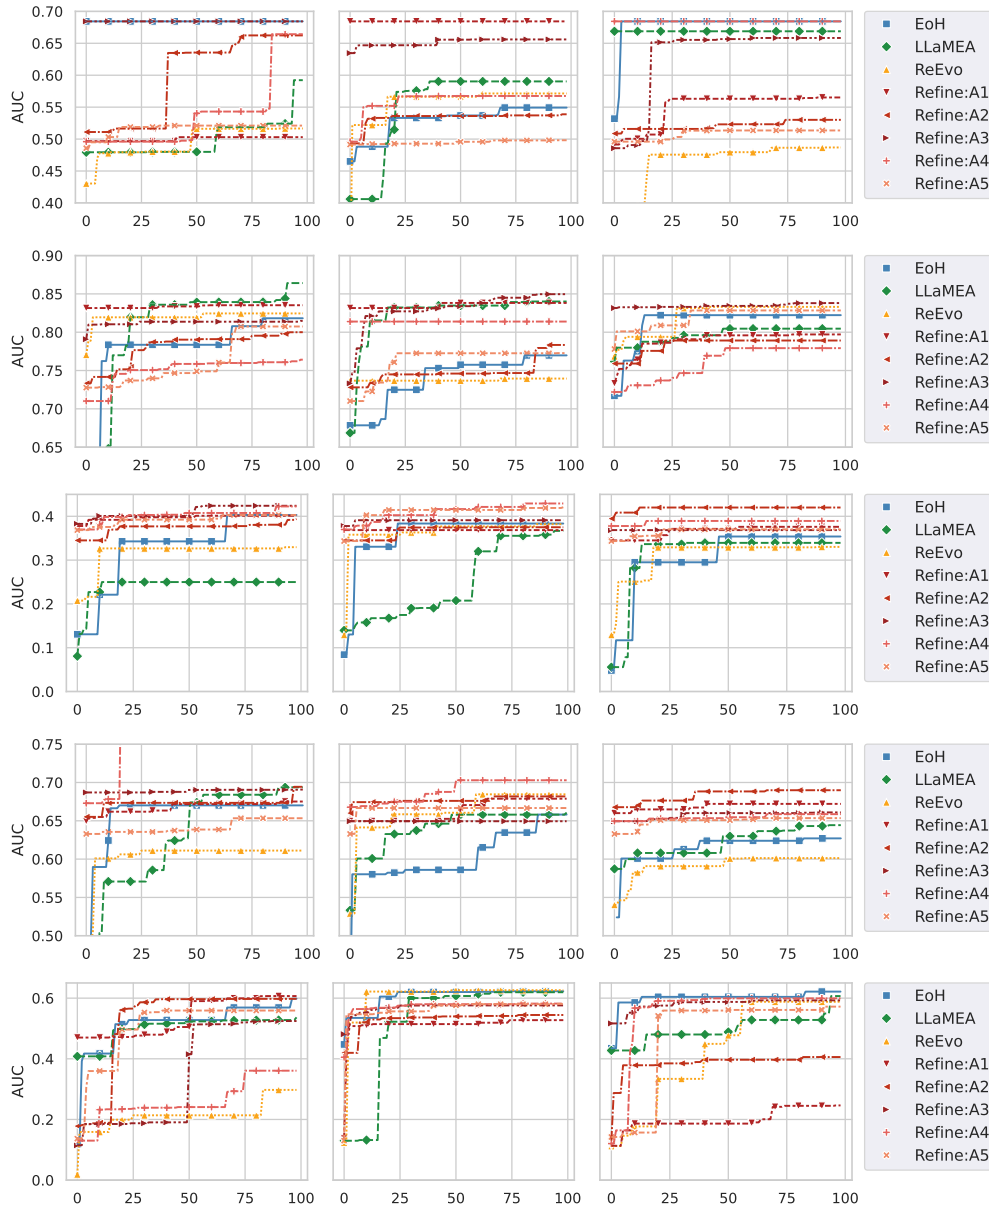 AUC
0.70
0.65
0.60
0.55
0.50
0.45
0.40
0 25 50 75 100
0 25 50 75 100
0 25 50 75 100
EoH
LLaMEA
ReEvo
Refine:A1
Refine:A2
Refine:A3
Refine:A4
Refine:A5
AUC
0.90
0.85
0.80
0.75
0.70
0.65
0 25 50 75 100
0 25 50 75 100
0 25 50 75 100
EoH
LLaMEA
ReEvo
Refine:A1
Refine:A2
Refine:A3
Refine:A4
Refine:A5
AUC
0.4
0.3
0.2
0.1
0.0
0 25 50 75 100
0 25 50 75 100
0 25 50 75 100
EoH
LLaMEA
ReEvo
Refine:A1
Refine:A2
Refine:A3
Refine:A4
Refine:A5
AUC
0.75
0.70
0.65
0.60
0.55
0.50
0 25 50 75 100
0 25 50 75 100
0 25 50 75 100
EoH
LLaMEA
ReEvo
Refine:A1
Refine:A2
Refine:A3
Refine:A4
Refine:A5
AUC
0.6
0.4
0.2
0.0
0 25 50 75 100
0 25 50 75 100
0 25 50 75 100
EoH
LLaMEA
ReEvo
Refine:A1
Refine:A2
Refine:A3
Refine:A4
Refine:A5